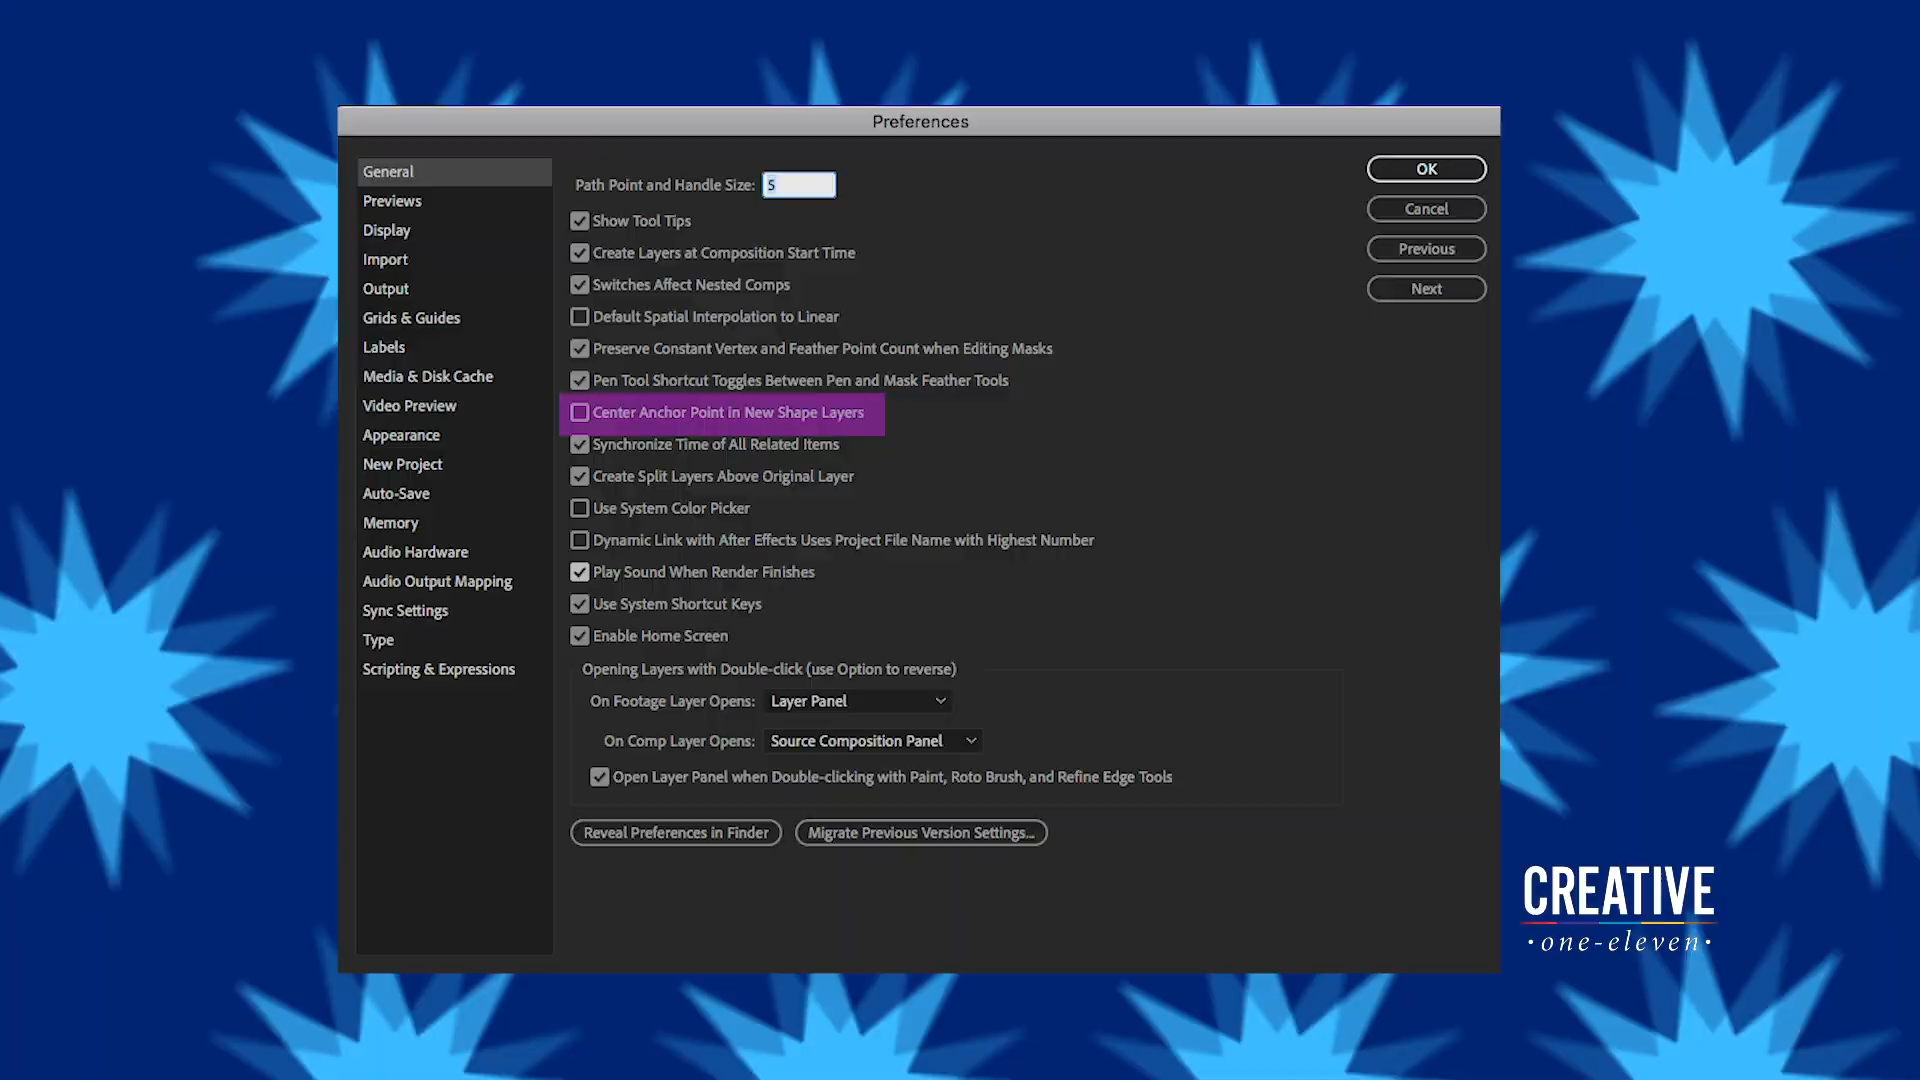 Preferences
General
Previews
Display
Import
Output
Grids & Guides
Labels
Media & Disk Cache
Video Preview
Appearance
New Project
Auto-Save
Memory
Audio Hardware
Audio Output Mapping
Sync Settings
Type
Scripting & Expressions
Path Point and Handle Size: 5
Show Tool Tips
Create Layers at Composition Start Time
Switches Affect Nested Comps
Default Spatial Interpolation to Linear
Preserve Constant Vertex and Feather Point Count when Editing Masks
Pen Tool Shortcut Toggles Between Pen and Mask Feather Tools
Center Anchor Point in New Shape Layers
Synchronize Time of All Related Items
Create Split Layers Above Original Layer
Use System Color Picker
Dynamic Link with After Effects Uses Project File Name with Highest Number
Play Sound When Render Finishes
Use System Shortcut Keys
Enable Home Screen
Opening Layers with Double-click (use Option to reverse)
On Footage Layer Opens: Layer Panel
On Comp Layer Opens: Source Composition Panel
Open Layer Panel when Double-clicking with Paint, Roto Brush, and Refine Edge Tools
Reveal Preferences in Finder
Migrate Previous Version Settings...
OK
Cancel
Previous
Next
CREATIVE
·one-eleven·